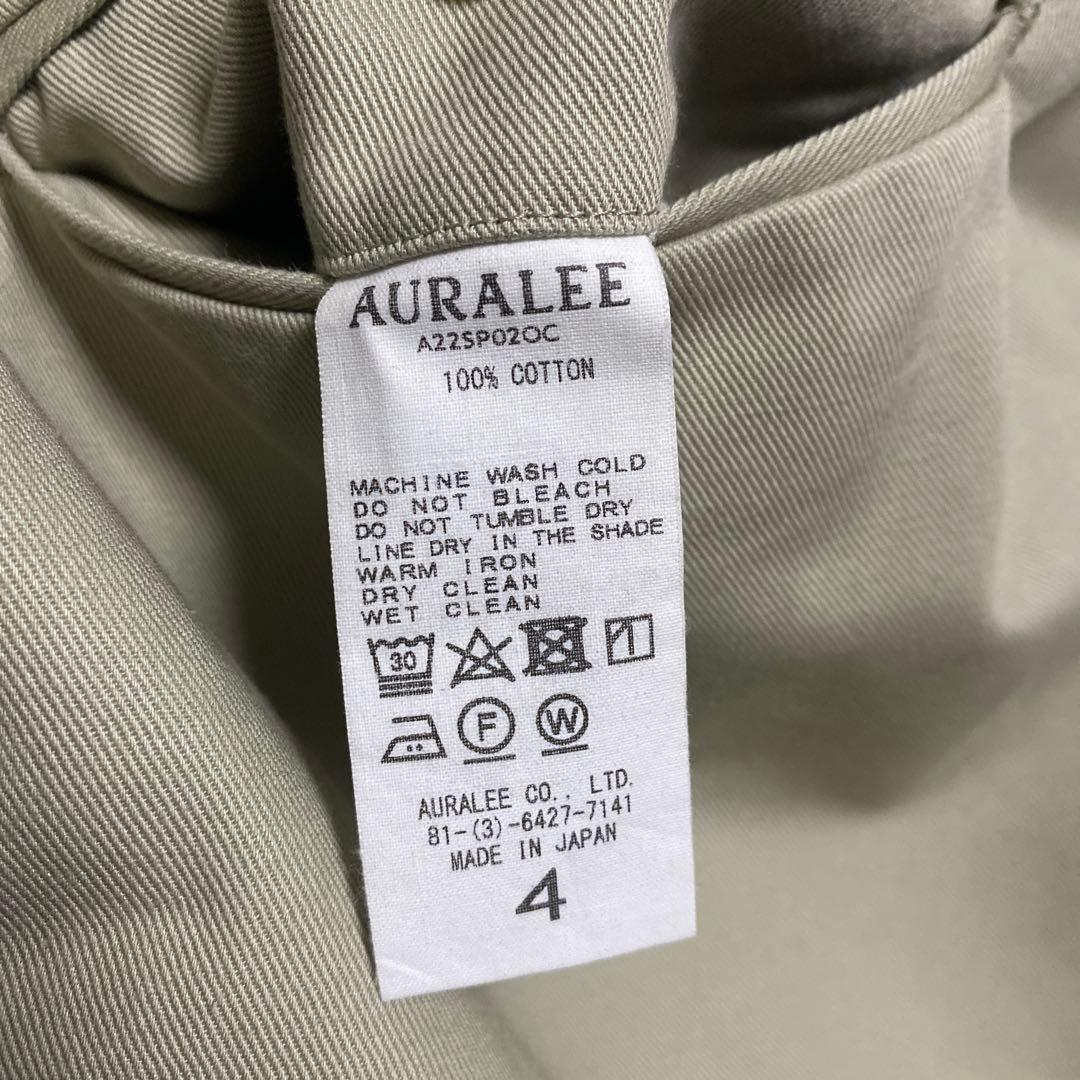 AURALEE
A22SP02OC
100% COTTON
MACHINE WASH COLD
DO NOT BLEACH
DO NOT TUMBLE DRY
LINE DRY IN THE SHADE
WARM IRON
DRY CLEAN
WET CLEAN
30
F W
AURALEE CO., LTD.
81-(3)-6427-7141
MADE IN JAPAN
4